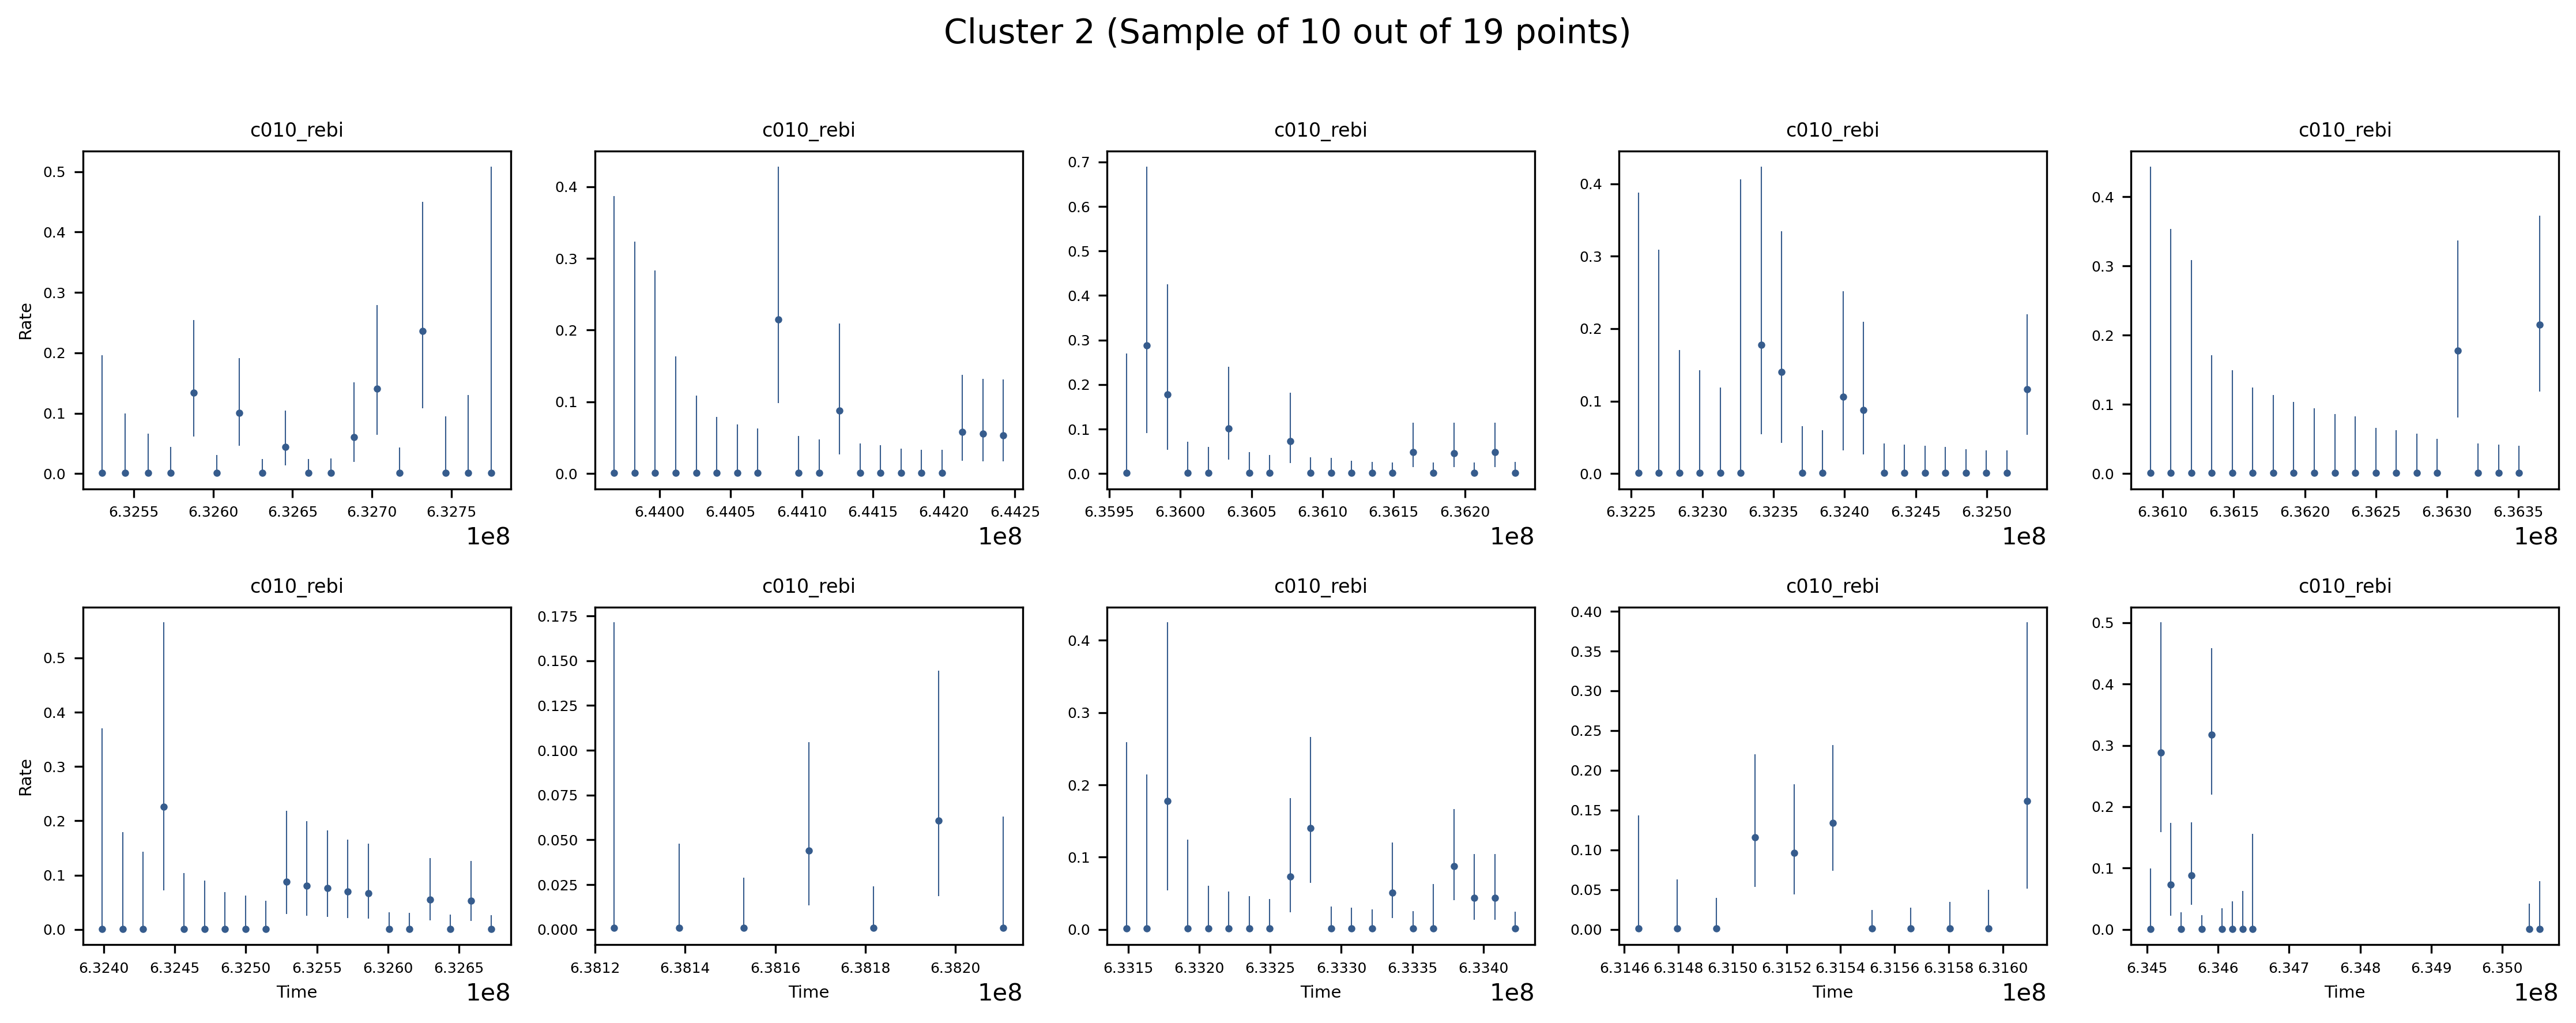 Cluster 2 (Sample of 10 out of 19 points)
c010_rebi c010_rebi c010_rebi c010_rebi c010_rebi
Rate
0.5
0.4
0.3
0.2
0.1
0.0
6.3255 6.3260 6.3265 6.3270 6.3275
1e8
0.4
0.3
0.2
0.1
0.0
6.4400 6.4405 6.4410 6.4415 6.4420 6.4425
1e8
0.7
0.6
0.5
0.4
0.3
0.2
0.1
0.0
6.3595 6.3600 6.3605 6.3610 6.3615 6.3620
1e8
0.4
0.3
0.2
0.1
0.0
6.3225 6.3230 6.3235 6.3240 6.3245 6.3250
1e8
0.4
0.3
0.2
0.1
0.0
6.3610 6.3615 6.3620 6.3625 6.3630 6.3635
1e8
c010_rebi c010_rebi c010_rebi c010_rebi c010_rebi
Rate
0.5
0.4
0.3
0.2
0.1
0.0
6.3240 6.3245 6.3250 6.3255 6.3260 6.3265
Time
1e8
0.175
0.150
0.125
0.100
0.075
0.050
0.025
0.000
6.3812 6.3814 6.3816 6.3818 6.3820
Time
1e8
0.4
0.3
0.2
0.1
0.0
6.3315 6.3320 6.3325 6.3330 6.3335 6.3340
Time
1e8
0.40
0.35
0.30
0.25
0.20
0.15
0.10
0.05
0.00
6.3146 6.3148 6.3150 6.3152 6.3154 6.3156 6.3158 6.3160
Time
1e8
0.5
0.4
0.3
0.2
0.1
0.0
6.345 6.346 6.347 6.348 6.349 6.350
Time
1e8